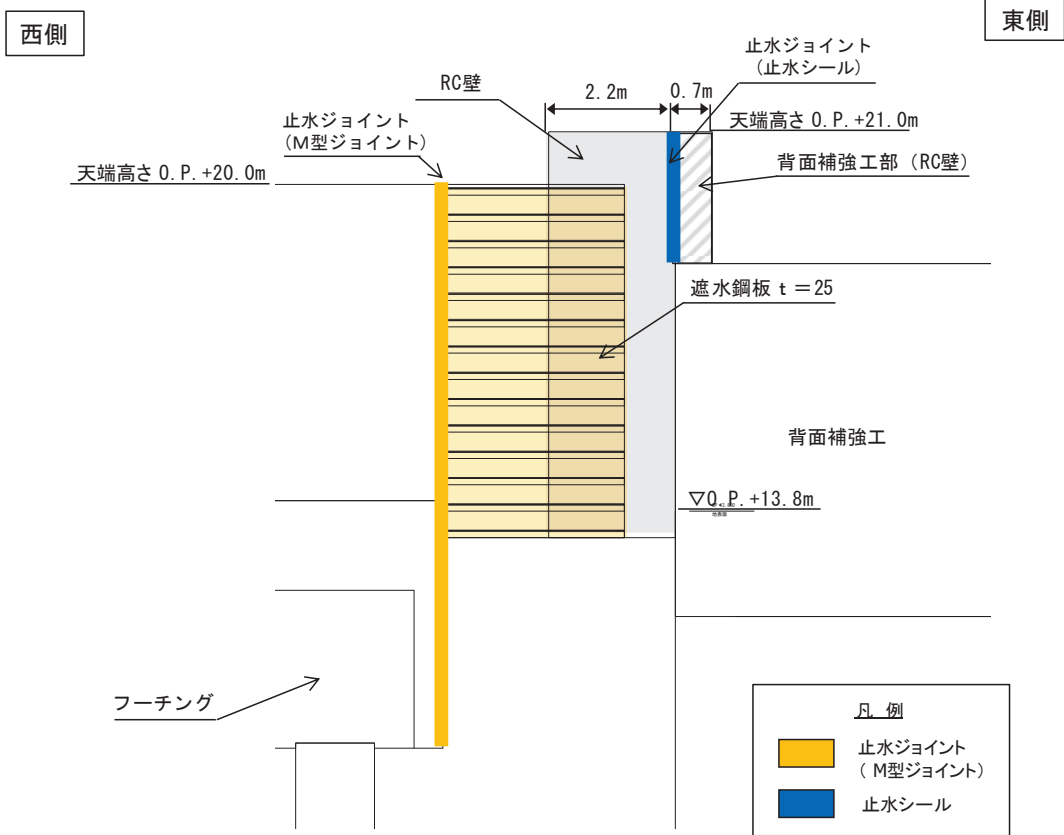 西側
東側
止水ジョイント
(止水シール)
RC壁
2.2m
0.7m
止水ジョイント
(M型ジョイント)
天端高さ O.P.+21.0m
天端高さ O.P.+20.0m
背面補強工部 (RC壁)
遮水鋼板 t=25
背面補強工
▽O.P.+13.8m
フーチング
凡 例
止水ジョイント
( M型ジョイント)
止水シール